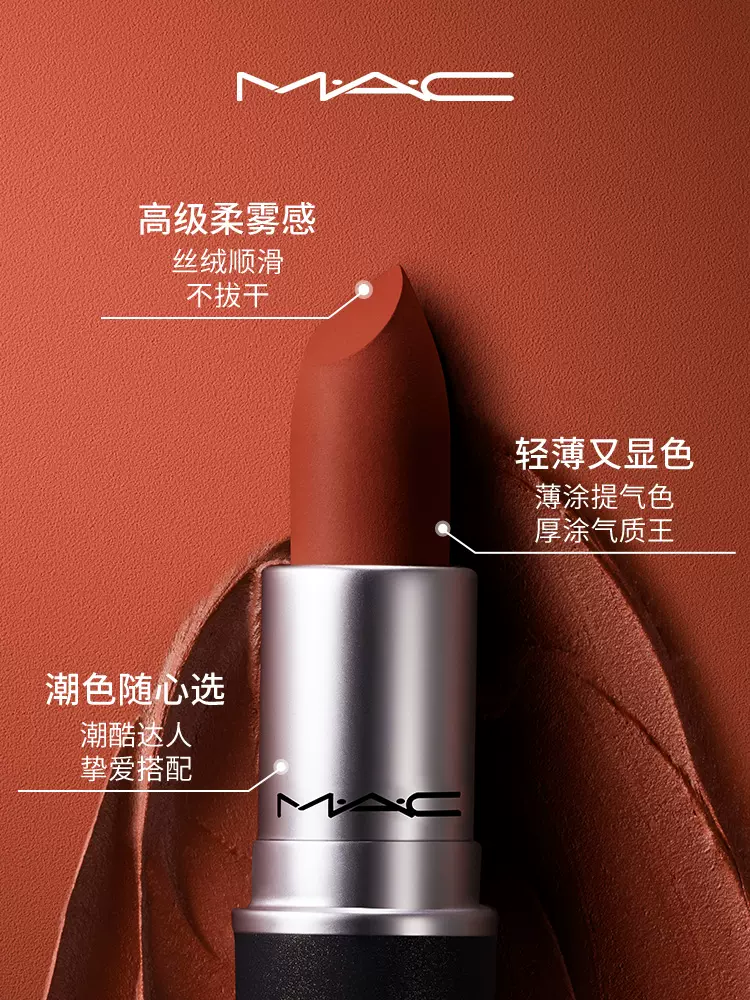 M·A·C
高级柔雾感
丝绒顺滑
不拔干
轻薄又显色
薄涂提气色
厚涂气质王
潮色随心选
潮酷达人
挚爱搭配
M·A·C